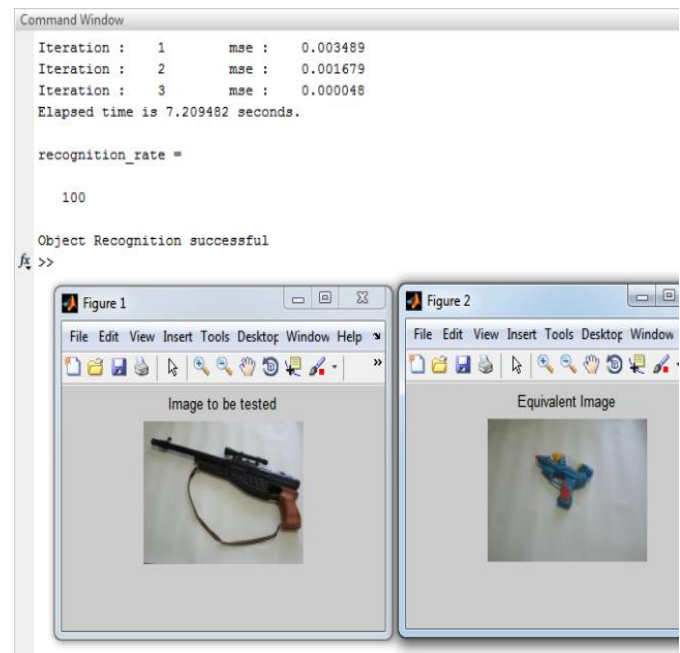 Command Window
Iteration : 1 mse : 0.003489
Iteration : 2 mse : 0.001679
Iteration : 3 mse : 0.000048
Elapsed time is 7.209482 seconds.
recognition_rate =
100
Object Recognition successful
fx >>
Figure 1
File Edit View Insert Tools Desktop Window Help
Image to be tested
Figure 2
File Edit View Insert Tools Desktop Window
Equivalent Image